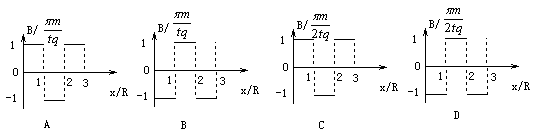 B/ πm/tq
1
0
-1
1 2 3
x/R
A
B/ πm/tq
1
0
-1
1 2 3
x/R
B
B/ πm/2tq
1
0
-1
1 2 3
x/R
C
B/ πm/2tq
1
0
-1
1 2 3
x/R
D